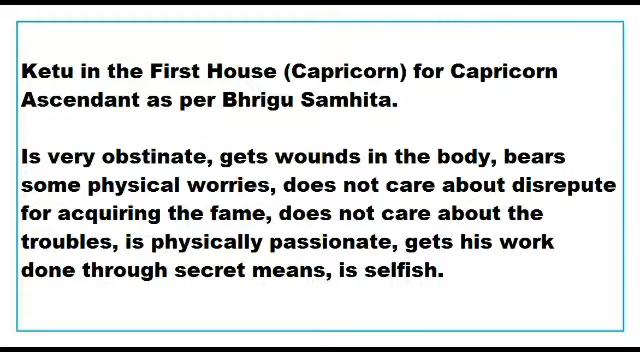 Ketu in the First House (Capricorn) for Capricorn
Ascendant as per Bhrigu Samhita.
Is very obstinate, gets wounds in the body, bears
some physical worries, does not care about disrepute
for acquiring the fame, does not care about the
troubles, is physically passionate, gets his work
done through secret means, is selfish.